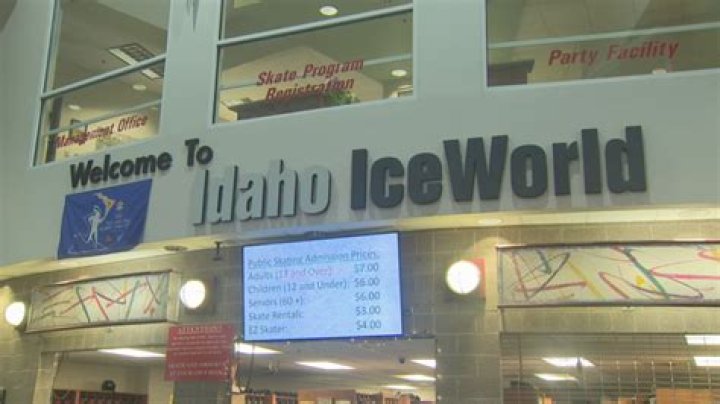 Skate Program
Registration
Party Facility
Management Office
Welcome To
Idaho IceWorld
Public Skating Admission Prices:
Adults (13 and Over): $7.00
Children (12 and Under): $6.00
Seniors (60 +): $6.00
Skate Rentals: $3.00
EZ Skater: $4.00
ATTENTION